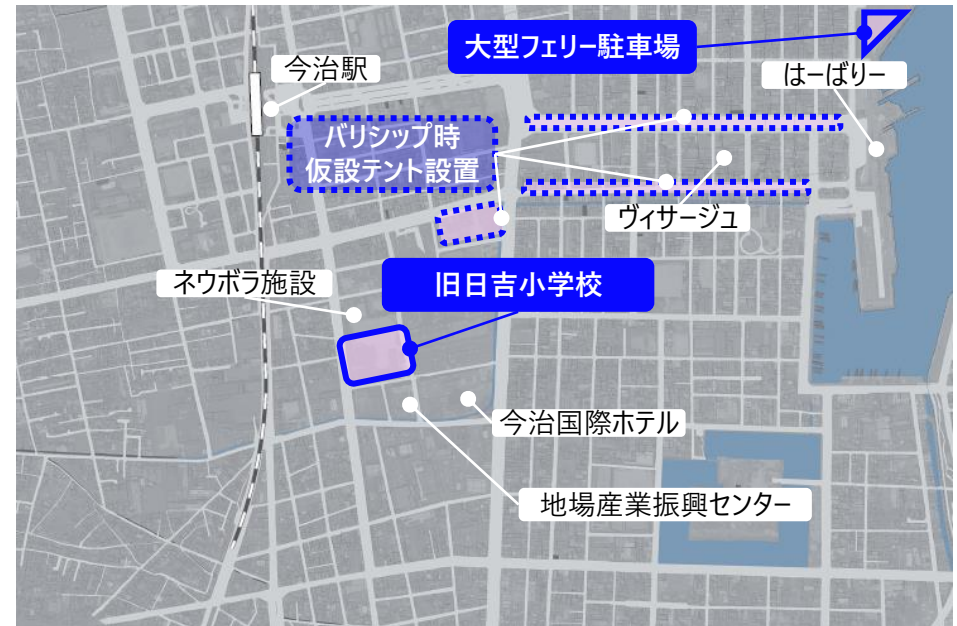 大型フェリー駐車場
今治駅
はーばりー
バリシップ時
仮設テント設置
ヴィサージュ
ネウボラ施設
旧日吉小学校
今治国際ホテル
地場産業振興センター